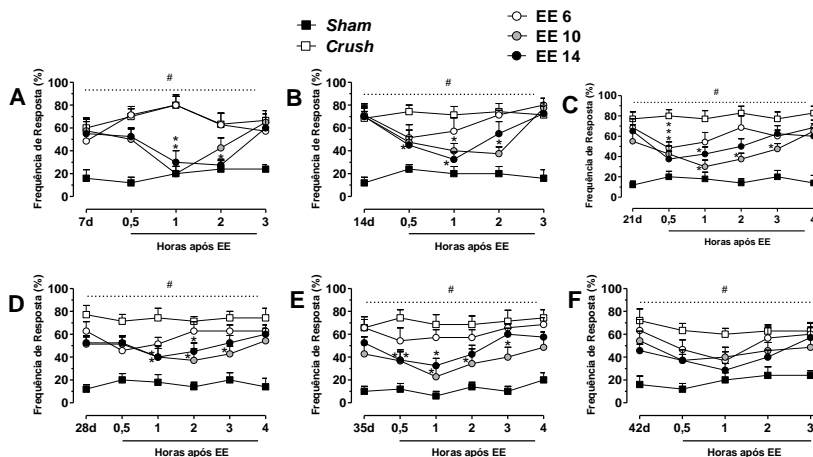 Sham
Crush
EE 6
EE 10
EE 14
A
Frequência de Resposta (%)
100
80
60
40
20
0
#
*
*
*
7d 0,5 1 2 3
Horas após EE
B
Frequência de Resposta (%)
100
80
60
40
20
0
#
*
*
*
*
14d 0,5 1 2 3
Horas após EE
C
Frequência de Resposta (%)
100
80
60
40
20
0
#
*
*
*
*
*
*
*
21d 0,5 1 2 3 4
Horas após EE
D
Frequência de Resposta (%)
100
80
60
40
20
0
#
*
*
*
*
*
28d 0,5 1 2 3 4
Horas após EE
E
Frequência de Resposta (%)
100
80
60
40
20
0
#
*
*
*
*
*
*
35d 0,5 1 2 3 4
Horas após EE
F
Frequência de Resposta (%)
100
80
60
40
20
0
#
42d 0,5 1 2 3
Horas após EE